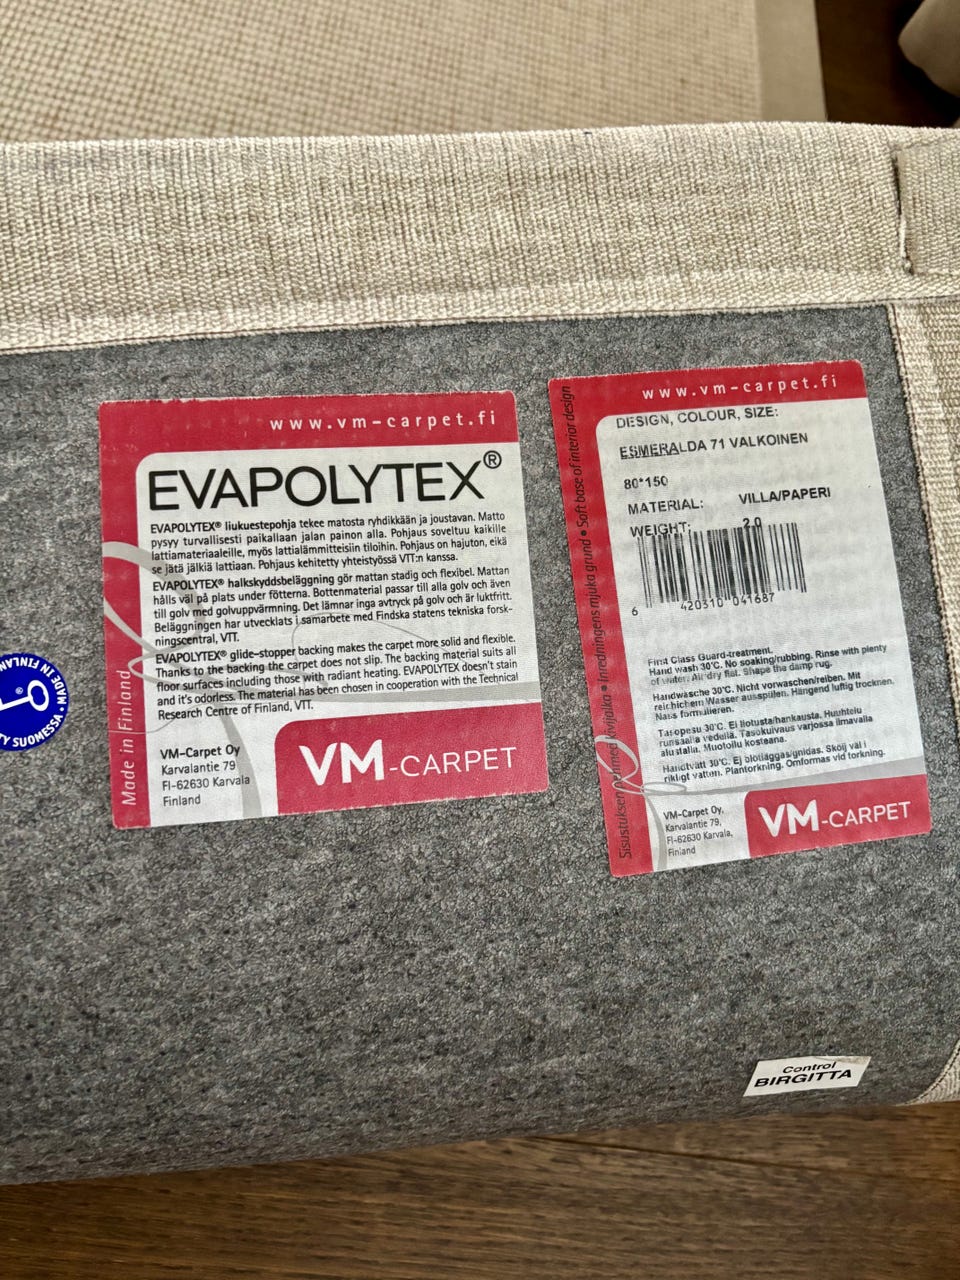 www.vm-carpet.fi
EVAPOLYTEX®
EVAPOLYTEX® liukuestepohja tekee matosta ryhdikkään ja joustavan. Matto
pysyy turvallisesti paikallaan jalan painon alla. Pohjaus soveltuu kaikille
lattiamateriaaleille, myös lattialämmitteisiin tiloihin. Pohjaus on hajuton, eikä
se jätä jälkiä lattiaan. Pohjaus kehitetty yhteistyössä VTT:n kanssa.
EVAPOLYTEX® halkskyddsbeläggning gör mattan stadig och flexibel. Mattan
hålls väl på plats under fötterna. Bottenmaterial passar till alla golv och även
till golv med golvuppvärmning. Det lämnar inga avtryck på golv och är luktfritt.
Beläggningen har utvecklats i samarbete med Findska statens tekniska forsk-
ningscentral, VTT.
EVAPOLYTEX® glide-stopper backing makes the carpet more solid and flexible.
Thanks to the backing the carpet does not slip. The backing material suits all
floor surfaces including those with radiant heating. EVAPOLYTEX doesn't stain
and it's odorless. The material has been chosen in cooperation with the Technical
Research Centre of Finland, VTT.
Made in Finland
VM-Carpet Oy
Karvalantie 79
FI-62630 Karvala
Finland
VM-CARPET
www.vm-carpet.fi
DESIGN, COLOUR, SIZE:
ESMERALDA 71 VALKOINEN
80*150
MATERIAL: VILLA/PAPERI
WEIGHT: 2.0
6 420310 041687
First Class Guard-treatment.
Hand wash 30'C. No soaking/rubbing. Rinse with plenty
of water. Air dry flat. Shape the damp rug.
Handwäsche 30'C. Nicht vorwaschen/reiben. Mit
reichlichem Wasser ausspülen. Hängend luftig trocknen.
Nass formulieren.
Tasopesu 30'C. Ei liotusta/hankausta. Huuhtelu
runsaalla vedellä. Tasokuivaus varjossa ilmavalla
alustalla. Muotoilu kosteana.
Handtvätt 30'C. Ej blötläggas/gnidas. Skölj väl i
rikligt vatten. Plantorkning. Omformas vid torkning.
Sisustuksen pehmeä kivijalka • Inredningens mjuka grund • Soft base of interior design
VM-Carpet Oy,
Karvalantie 79,
FI-62630 Karvala,
Finland
VM-CARPET
MADE IN FINLAN
TY SUOMESSA
Control
BIRGITTA